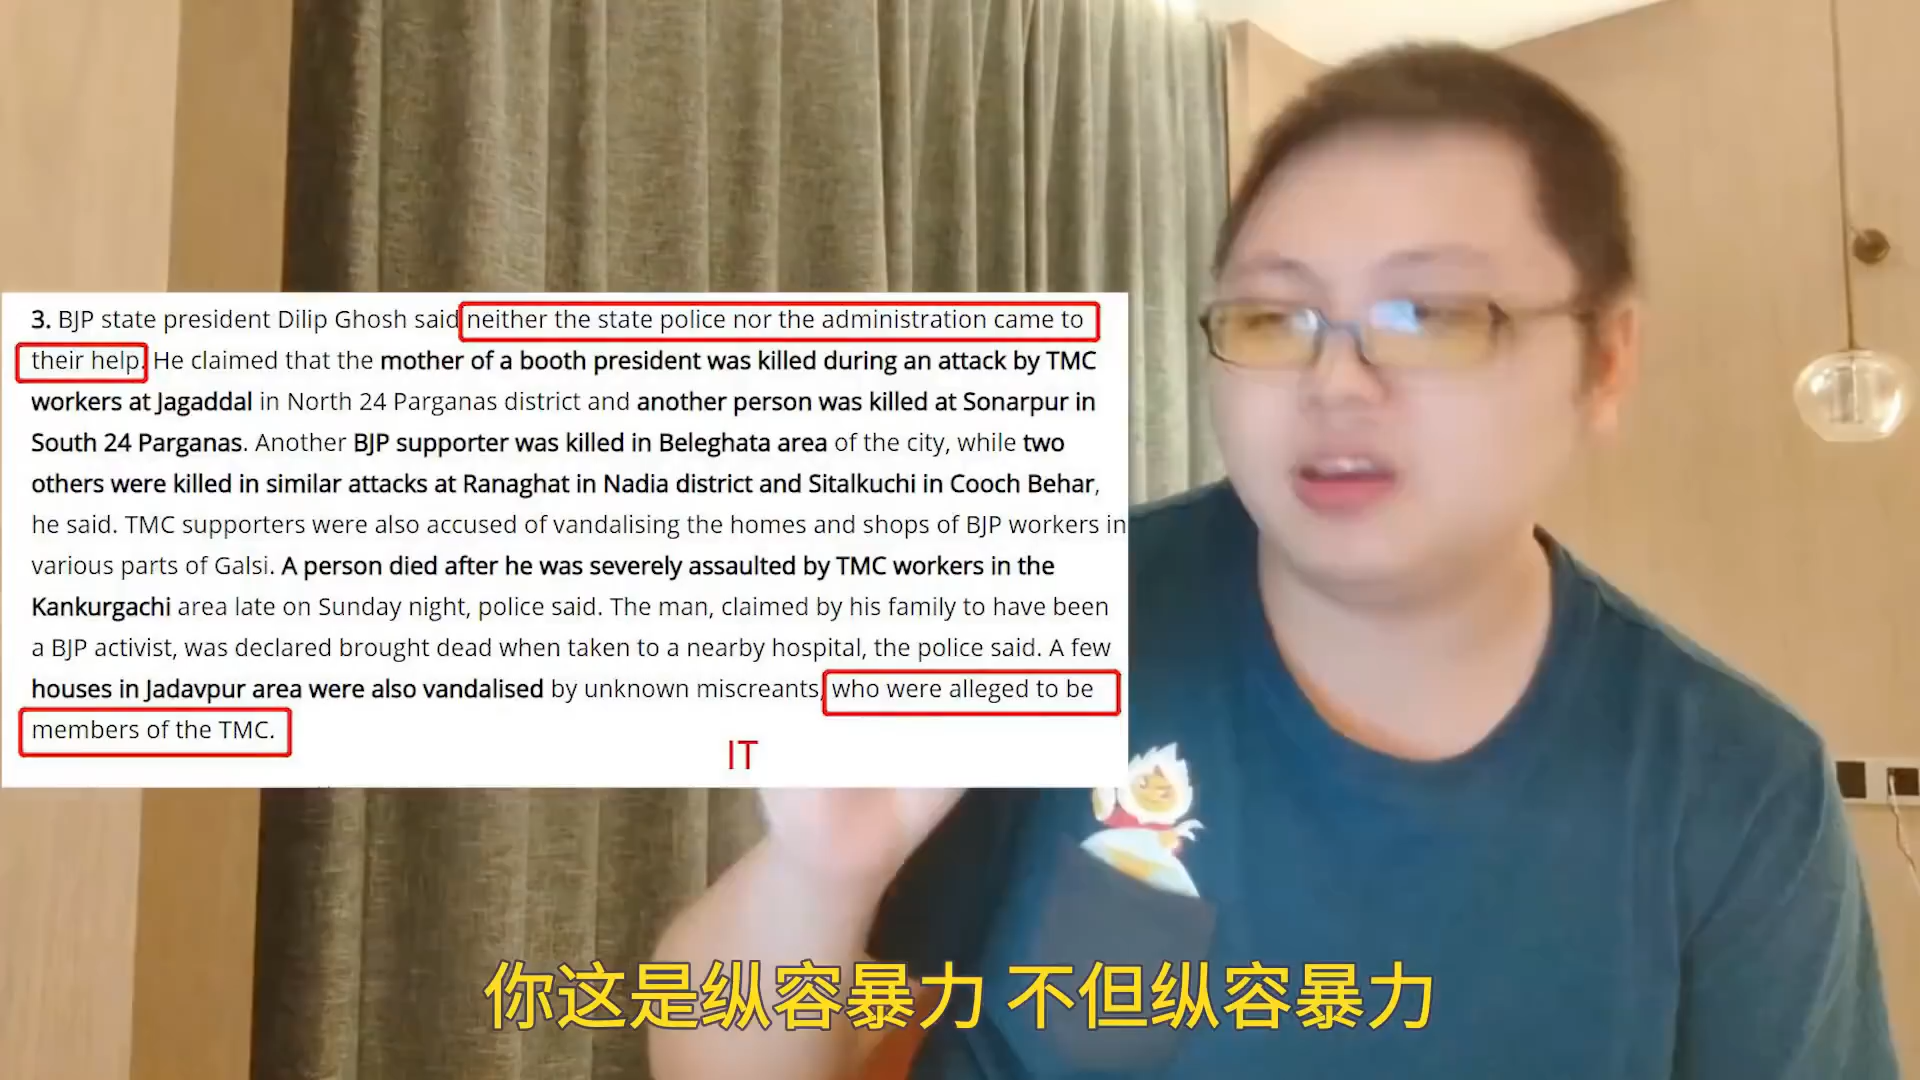 3. BJP state president Dilip Ghosh said neither the state police nor the administration came to
their help. He claimed that the mother of a booth president was killed during an attack by TMC
workers at Jagaddal in North 24 Parganas district and another person was killed at Sonarpur in
South 24 Parganas. Another BJP supporter was killed in Beleghata area of the city, while two
others were killed in similar attacks at Ranaghat in Nadia district and Sitalkuchi in Cooch Behar,
he said. TMC supporters were also accused of vandalising the homes and shops of BJP workers in
various parts of Galsi. A person died after he was severely assaulted by TMC workers in the
Kankurgachi area late on Sunday night, police said. The man, claimed by his family to have been
a BJP activist, was declared brought dead when taken to a nearby hospital, the police said. A few
houses in Jadavpur area were also vandalised by unknown miscreants, who were alleged to be
members of the TMC.
IT
你这是纵容暴力 不但纵容暴力